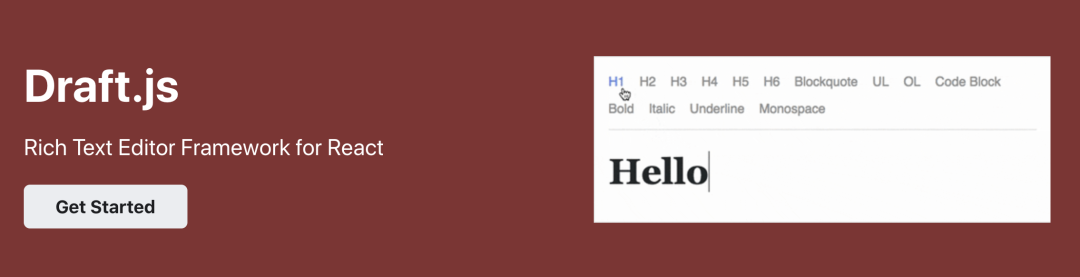 Draft.js
Rich Text Editor Framework for React
Get Started
H1 H2 H3 H4 H5 H6 Blockquote UL OL Code Block
Bold Italic Underline Monospace
Hello